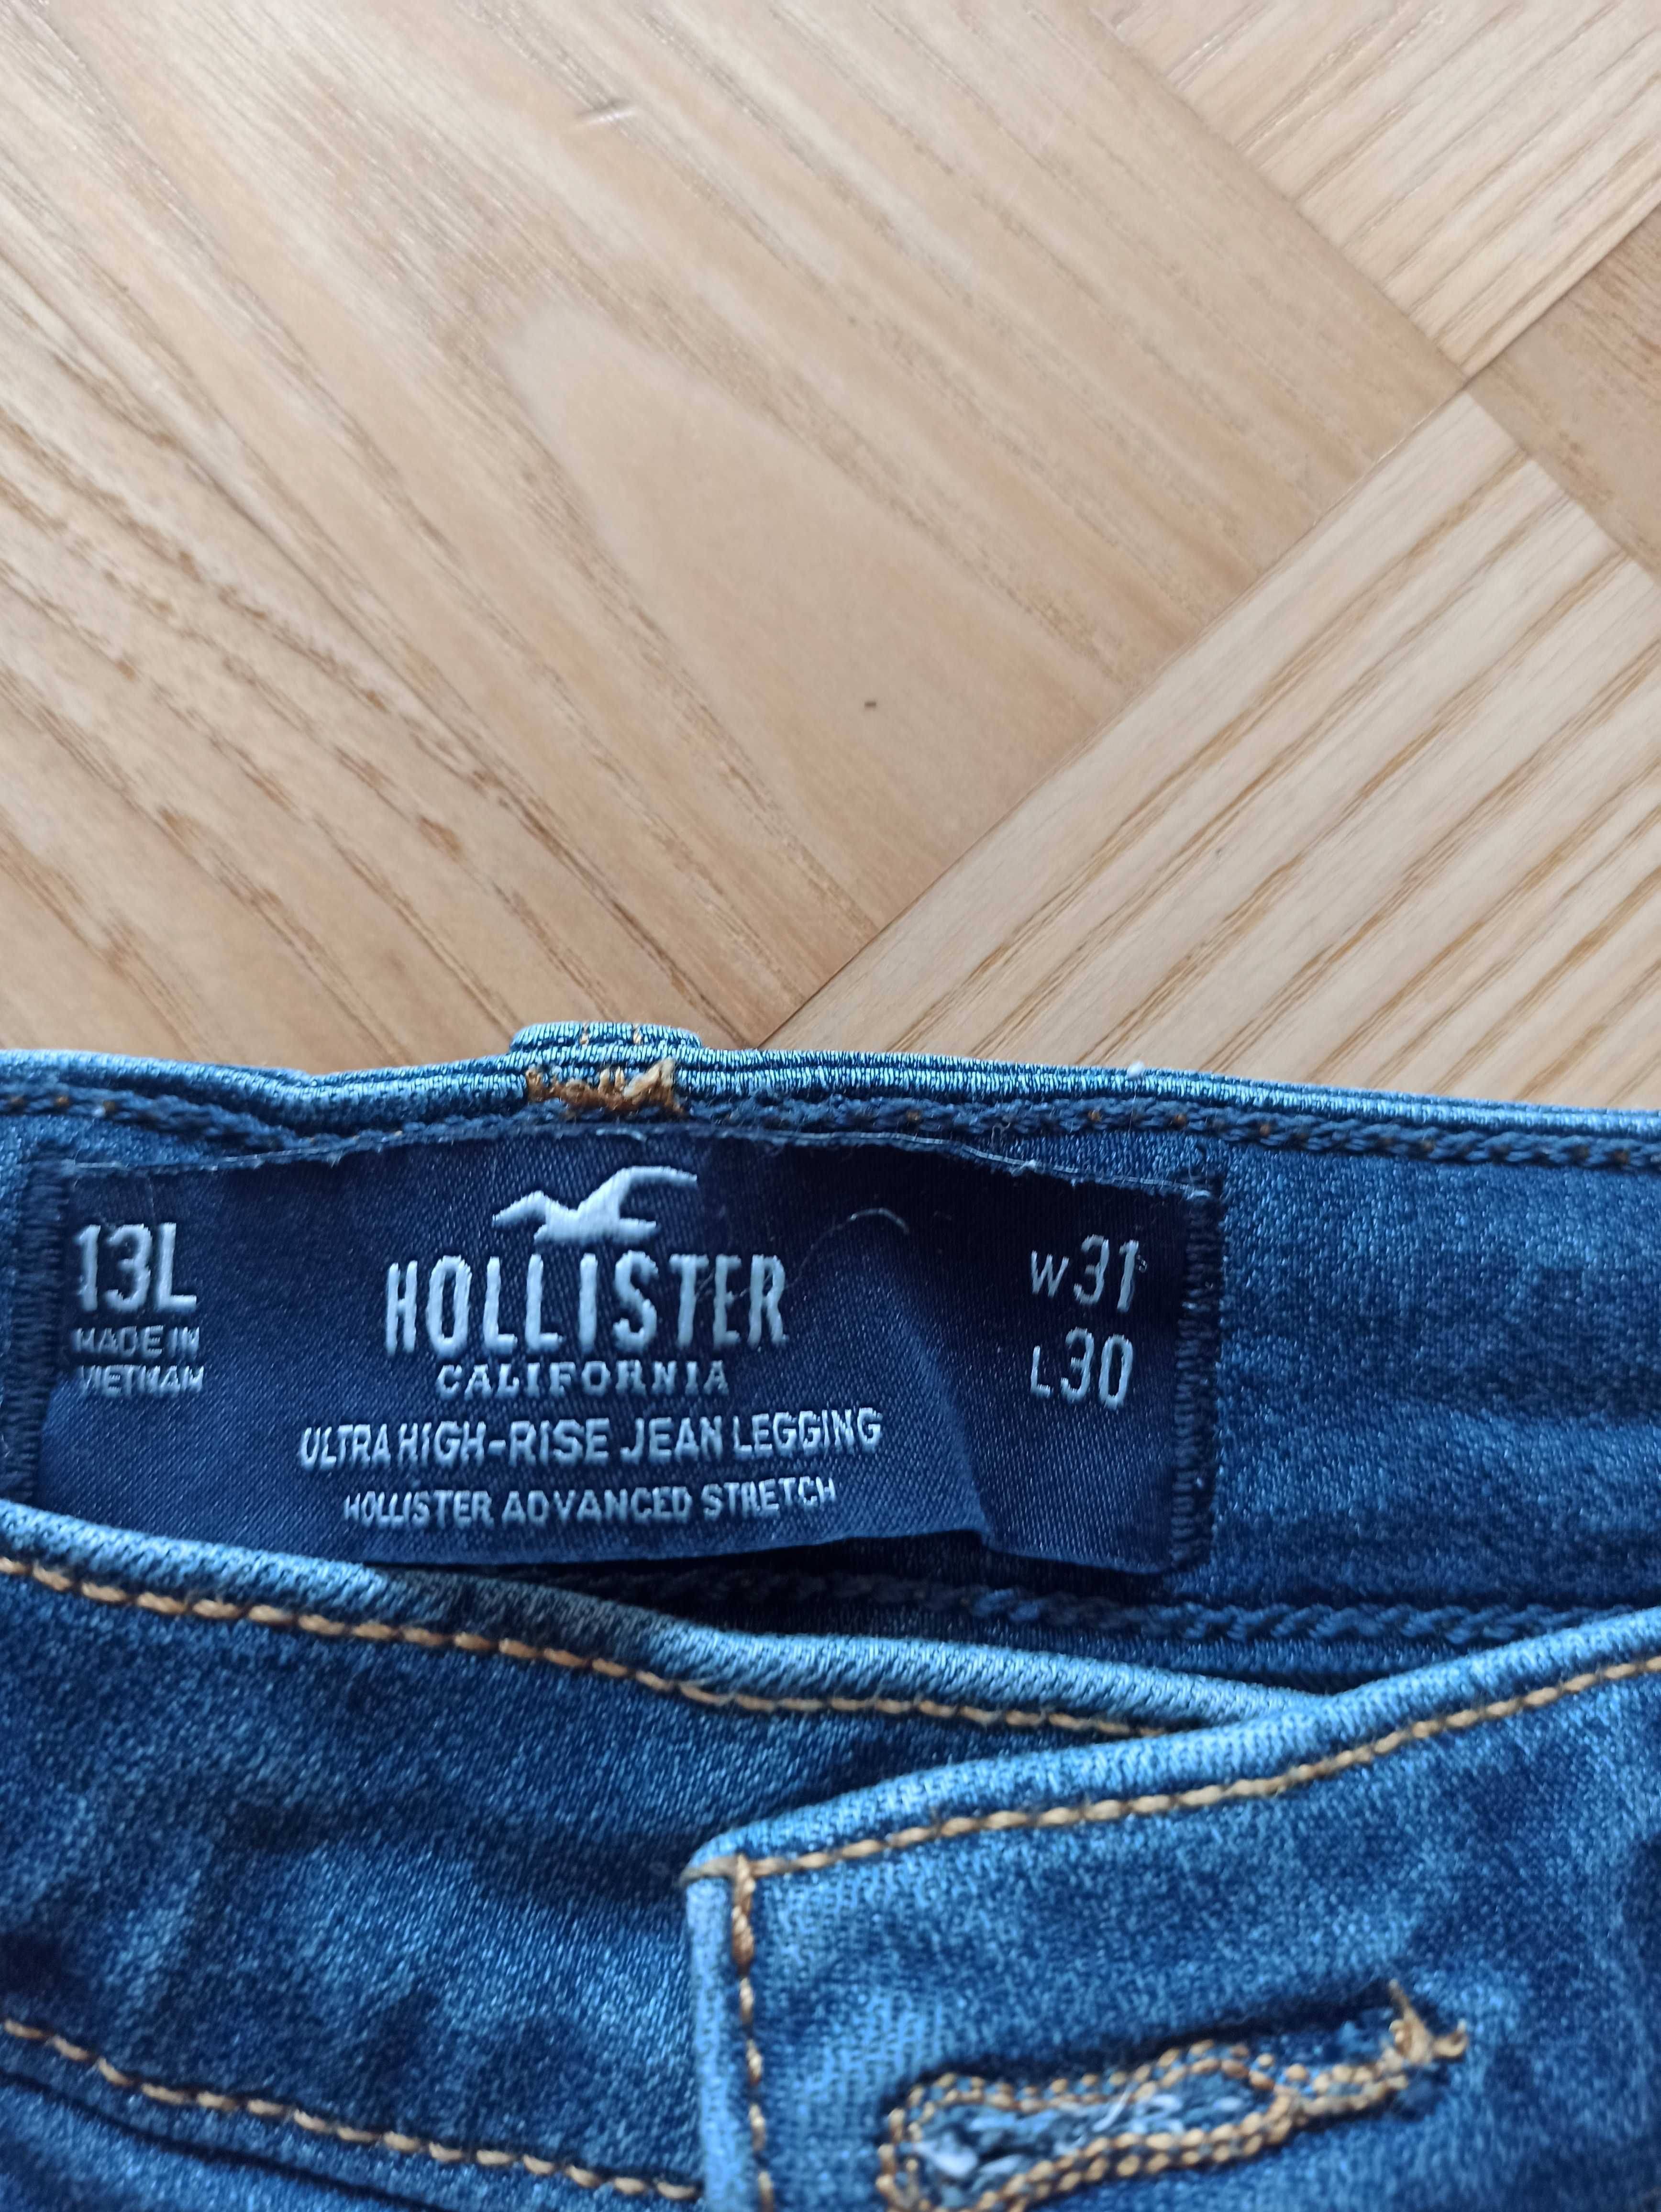 13L
MADE IN
VIETNAM
HOLLISTER
CALIFORNIA
ULTRA HIGH-RISE JEAN LEGGING
HOLLISTER ADVANCED STRETCH
W31
L30